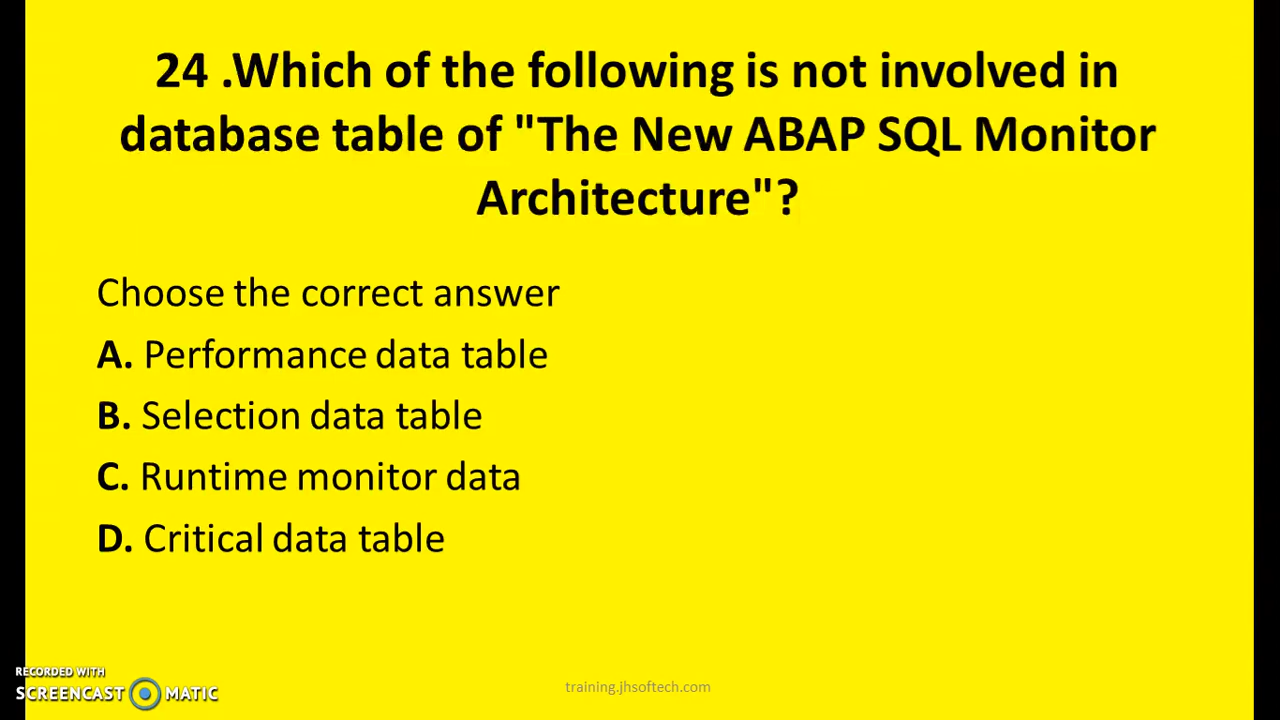 24 .Which of the following is not involved in
database table of "The New ABAP SQL Monitor
Architecture"?
Choose the correct answer
A. Performance data table
B. Selection data table
C. Runtime monitor data
D. Critical data table
RECORDED WITH
SCREENCAST MATIC
training.jhsoftech.com